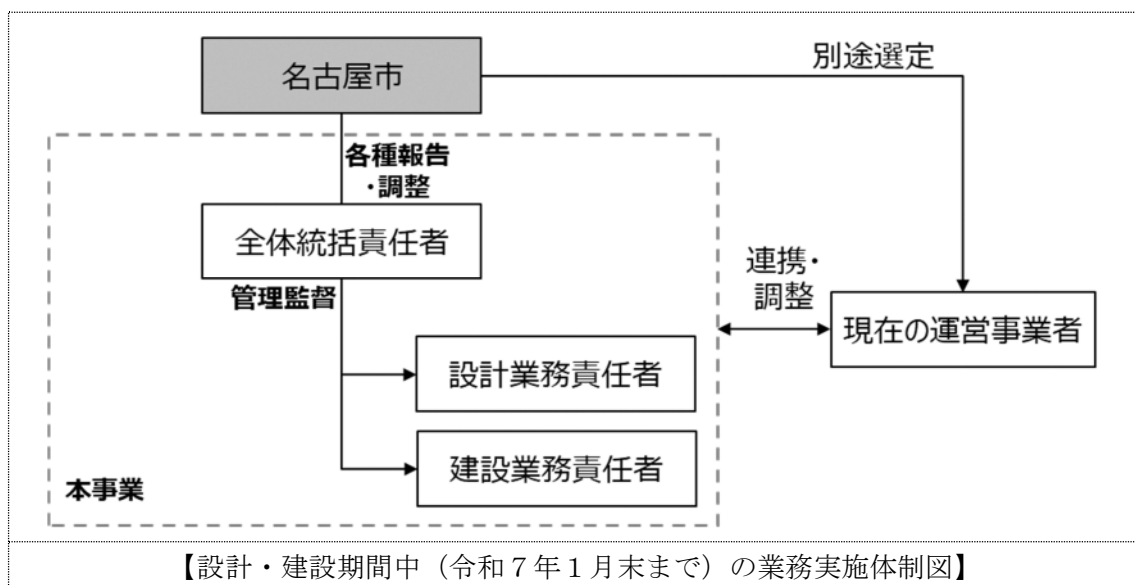 名古屋市
別途選定
各種報告
・調整
全体統括責任者
管理監督
連携・
調整
現在の運営事業者
設計業務責任者
建設業務責任者
本事業
【設計・建設期間中（令和７年１月末まで）の業務実施体制図】